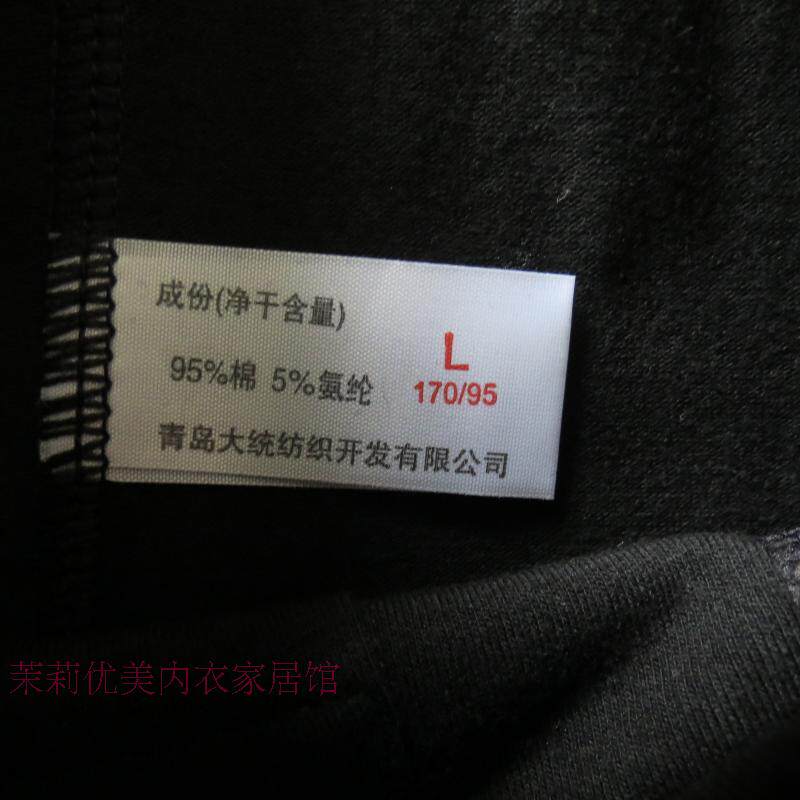 成份(净干含量)
95%棉 5%氨纶
L
170/95
青岛大统纺织开发有限公司
茉莉优美内衣家居馆